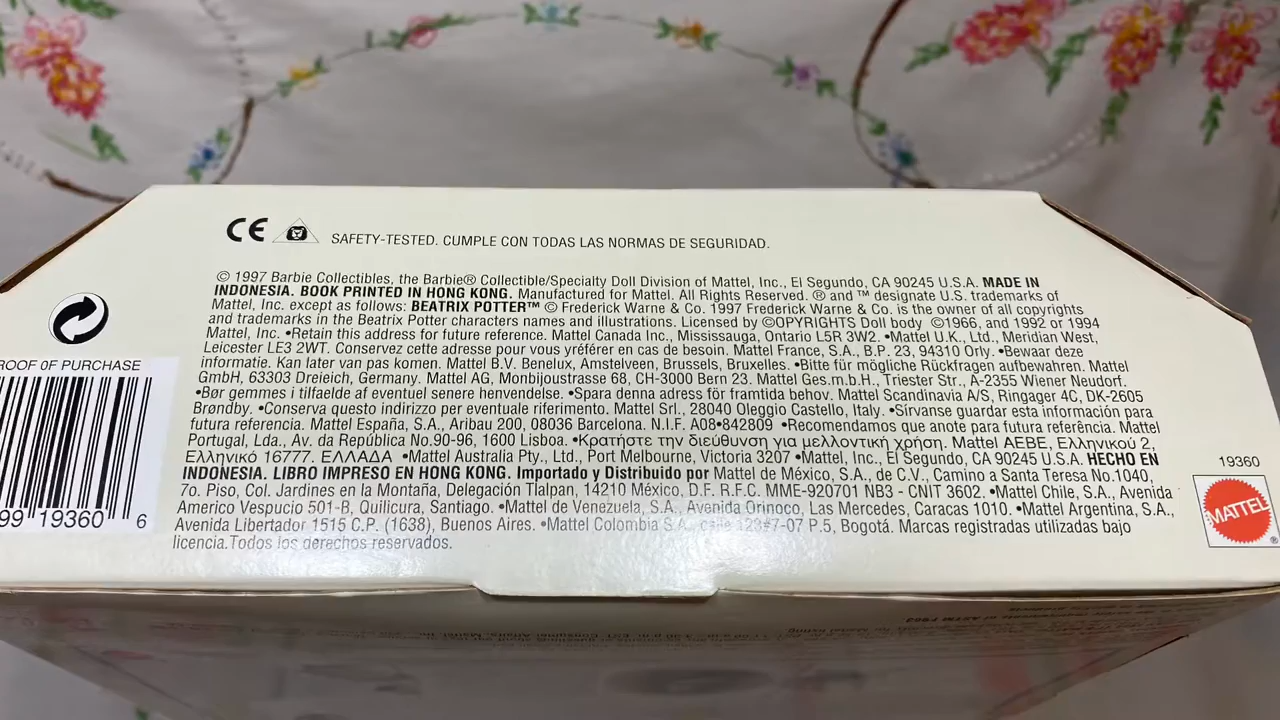 CE SAFETY-TESTED. CUMPLE CON TODAS LAS NORMAS DE SEGURIDAD.
© 1997 Barbie Collectibles, the Barbie® Collectible/Specialty Doll Division of Mattel, Inc., El Segundo, CA 90245 U.S.A. MADE IN
INDONESIA. BOOK PRINTED IN HONG KONG. Manufactured for Mattel. All Rights Reserved. ® and ™ designate U.S. trademarks of
Mattel, Inc. except as follows: BEATRIX POTTER™ © Frederick Warne & Co. 1997 Frederick Warne & Co. is the owner of all copyrights
and trademarks in the Beatrix Potter characters names and illustrations. Licensed by ©OPYRIGHTS Doll body ©1966, and 1992 or 1994
Mattel, Inc. •Retain this address for future reference. Mattel Canada Inc., Mississauga, Ontario L5R 3W2. •Mattel U.K., Ltd., Meridian West,
Leicester LE3 2WT. Conservez cette adresse pour vous yréférer en cas de besoin. Mattel France, S.A., B.P. 23, 94310 Orly. •Bewaar deze
informatie. Kan later van pas komen. Mattel B.V. Benelux, Amstelveen, Brussels, Bruxelles. •Bitte für mögliche Rückfragen aufbewahren. Mattel
GmbH, 63303 Dreieich, Germany. Mattel AG, Monbijoustrasse 68, CH-3000 Bern 23. Mattel Ges.m.b.H., Triester Str., A-2355 Wiener Neudorf.
•Bør gemmes i tilfaelde af eventuel senere henvendelse. •Spara denna adress för framtida behov. Mattel Scandinavia A/S, Ringager 4C, DK-2605
Brøndby. •Conserva questo indirizzo per eventuale riferimento. Mattel Srl., 28040 Oleggio Castello, Italy. •Sírvanse guardar esta información para
futura referencia. Mattel España, S.A., Aribau 200, 08036 Barcelona. N.I.F. A08•842809 •Recomendamos que anote para futura referência. Mattel
Portugal, Lda., Av. da República No.90-96, 1600 Lisboa. •Κρατήστε την διεύθυνση για μελλοντική χρήση. Mattel AEBE, Ελληνικού 2,
Ελληνικό 16777. ΕΛΛΑΔΑ •Mattel Australia Pty., Ltd., Port Melbourne, Victoria 3207 •Mattel, Inc., El Segundo, CA 90245 U.S.A. HECHO EN
INDONESIA. LIBRO IMPRESO EN HONG KONG. Importado y Distribuido por Mattel de México, S.A., de C.V., Camino a Santa Teresa No.1040,
7o. Piso, Col. Jardines en la Montaña, Delegación Tlalpan, 14210 México, D.F. R.F.C. MME-920701 NB3 - CNIT 3602. •Mattel Chile, S.A., Avenida
Americo Vespucio 501-B, Quilicura, Santiago. •Mattel de Venezuela, S.A., Avenida Orinoco, Las Mercedes, Caracas 1010. •Mattel Argentina, S.A.,
Avenida Libertador 1515 C.P. (1638), Buenos Aires. •Mattel Colombia S.A., calle 123#7-07 P.5, Bogotá. Marcas registradas utilizadas bajo
licencia.Todos los derechos reservados.
ROOF OF PURCHASE
99 19360 6
19360
MATTEL®